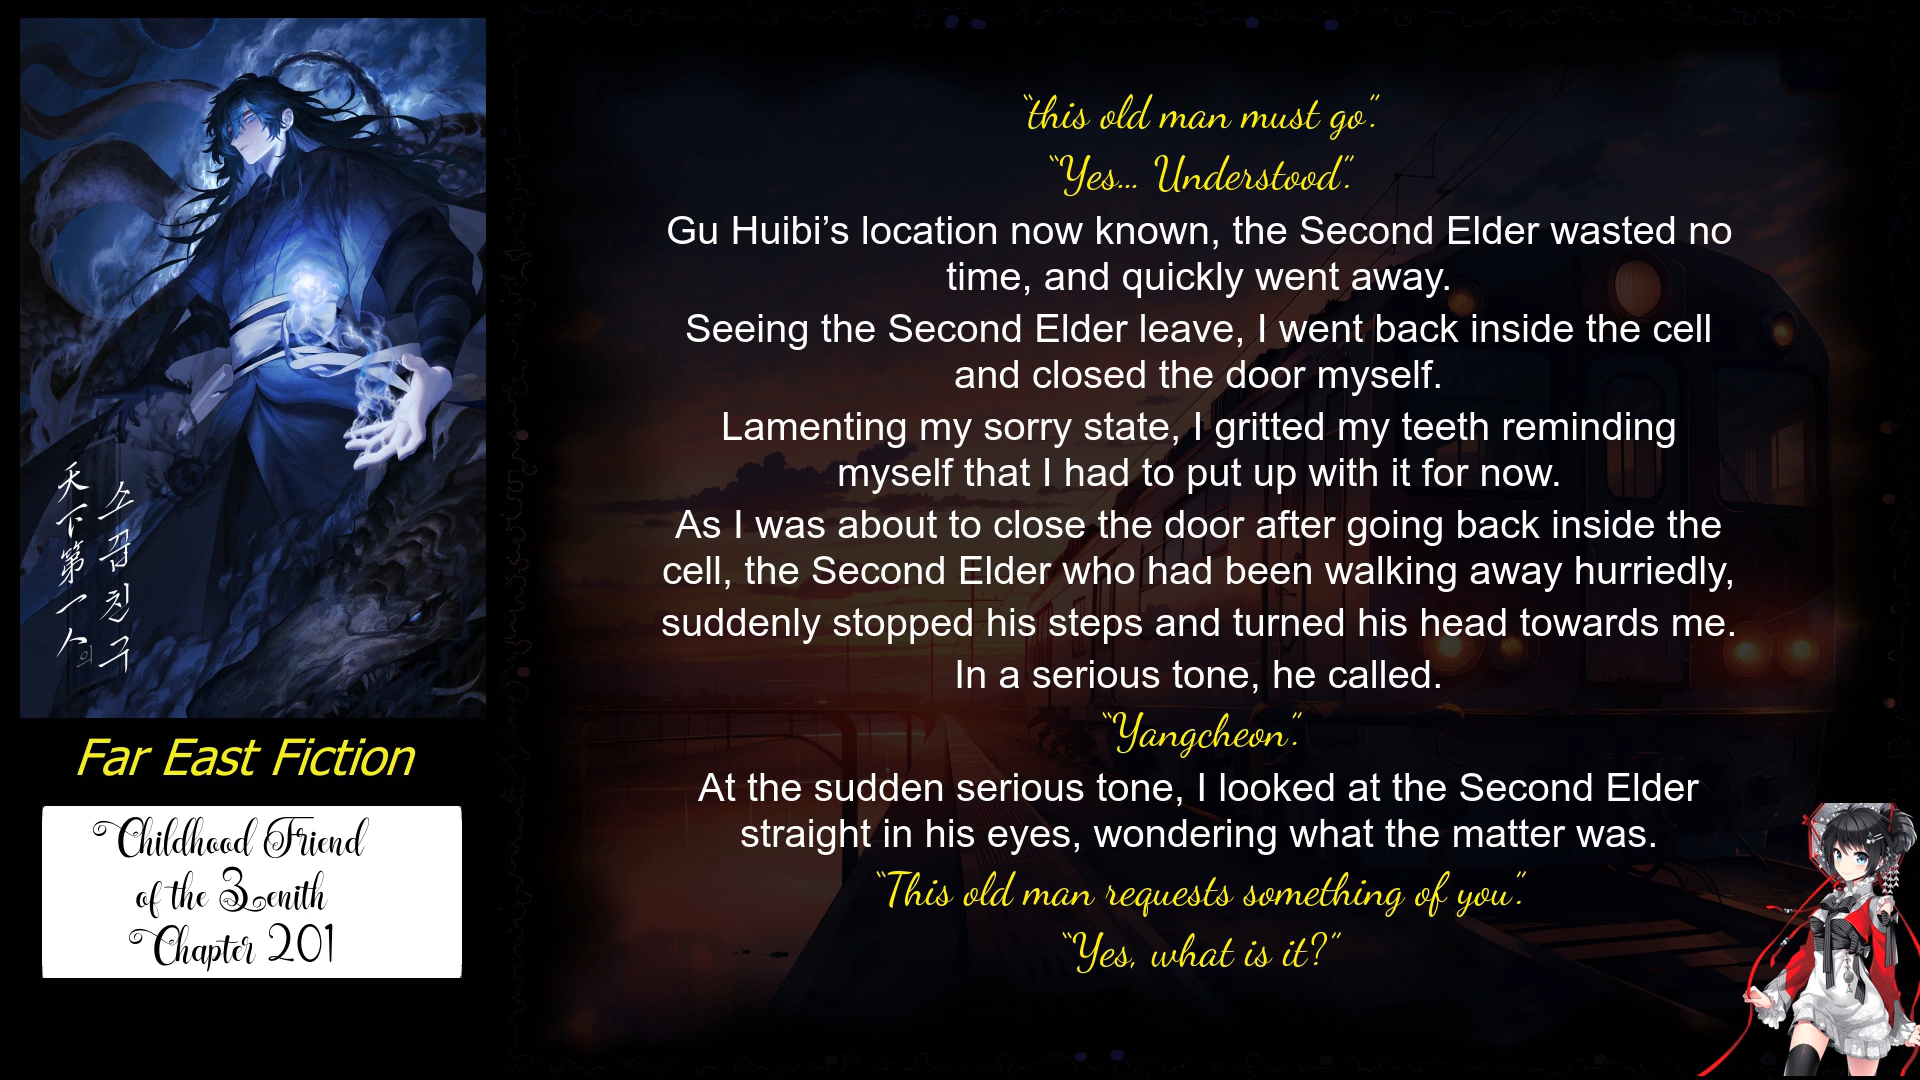 “this old man must go”.
“Yes... Understood”.
Gu Huibi’s location now known, the Second Elder wasted no
time, and quickly went away.
Seeing the Second Elder leave, I went back inside the cell
and closed the door myself.
Lamenting my sorry state, I gritted my teeth reminding
myself that I had to put up with it for now.
As I was about to close the door after going back inside the
cell, the Second Elder who had been walking away hurriedly,
suddenly stopped his steps and turned his head towards me.
In a serious tone, he called.
“Yangcheon”.
At the sudden serious tone, I looked at the Second Elder
straight in his eyes, wondering what the matter was.
“This old man requests something of you”.
“Yes, what is it?”
天下第一人의
소꿉친구
Far East Fiction
Childhood Friend
of the Zenith
Chapter 201